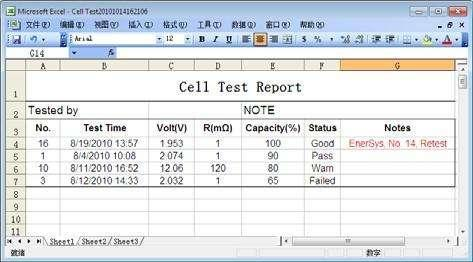 Microsoft Excel - Cell Test20101014162106
文件(F) 编辑(E) 视图(V) 插入(I) 格式(O) 工具(T) 数据(D) 窗口(W) 帮助(H)
Arial 12 B I U $ %
G14 fx
A B C D E F G
1 Cell Test Report
2 Tested by NOTE
3 No. Test Time Volt(V) R(mΩ) Capacity(%) Status Notes
4 16 8/19/2010 13:57 1.953 1 100 Good EnerSys, No. 14, Retest
5 1 8/4/2010 10:08 2.074 1 90 Pass
6 10 8/11/2010 16:52 12.06 120 80 Warn
7 3 8/12/2010 14:33 2.032 1 65 Failed
8
9
10
11
Sheet1 Sheet2 Sheet3
就绪 数字